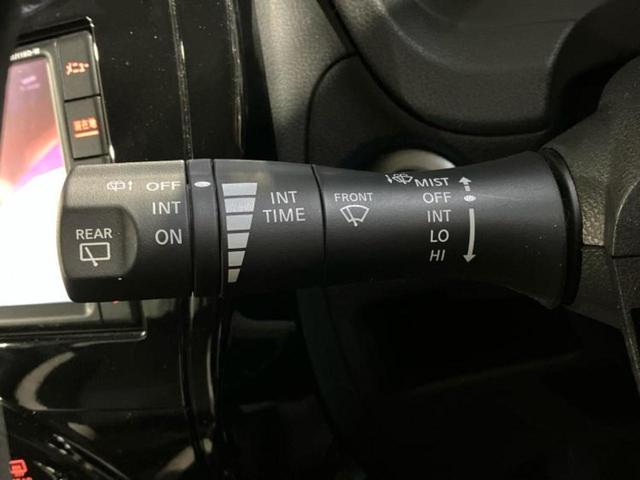 メニュー
現在地
OFF
INT
ON
REAR
INT
TIME
FRONT
MIST
OFF
INT
LO
HI